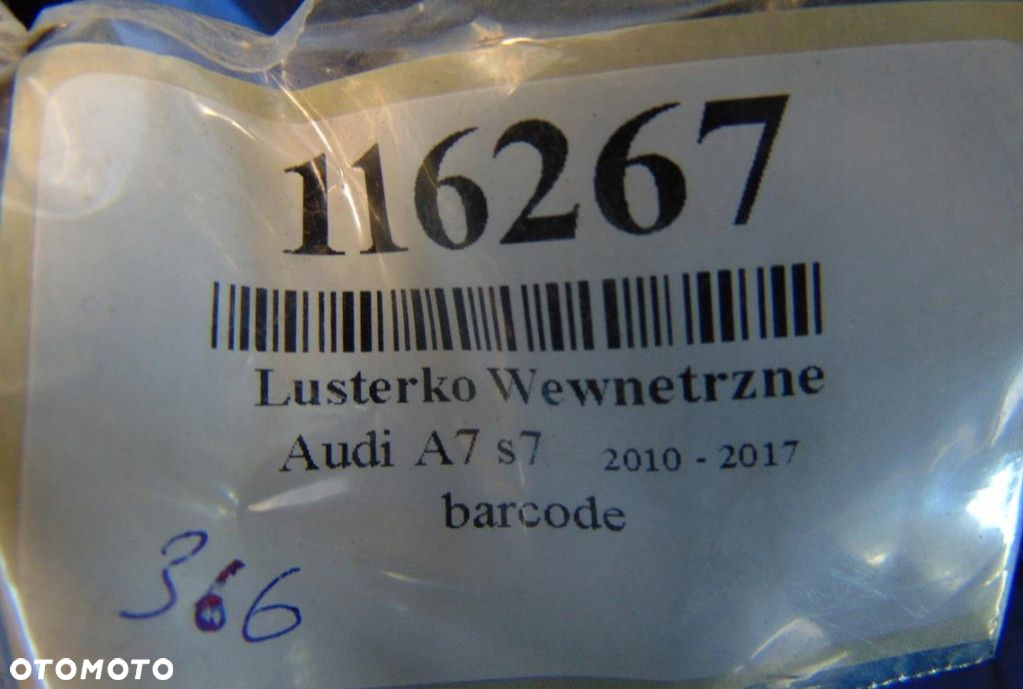 116267
Lusterko Wewnetrzne
Audi A7 s7 2010 - 2017
barcode
366
OTOMOTO